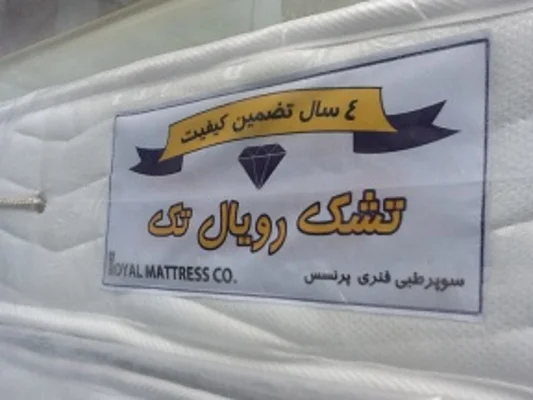 ٤ سال تضمین کیفیت
تشک رویال تک
ROYAL MATTRESS CO.
سوپرطبی فنری پرنسس